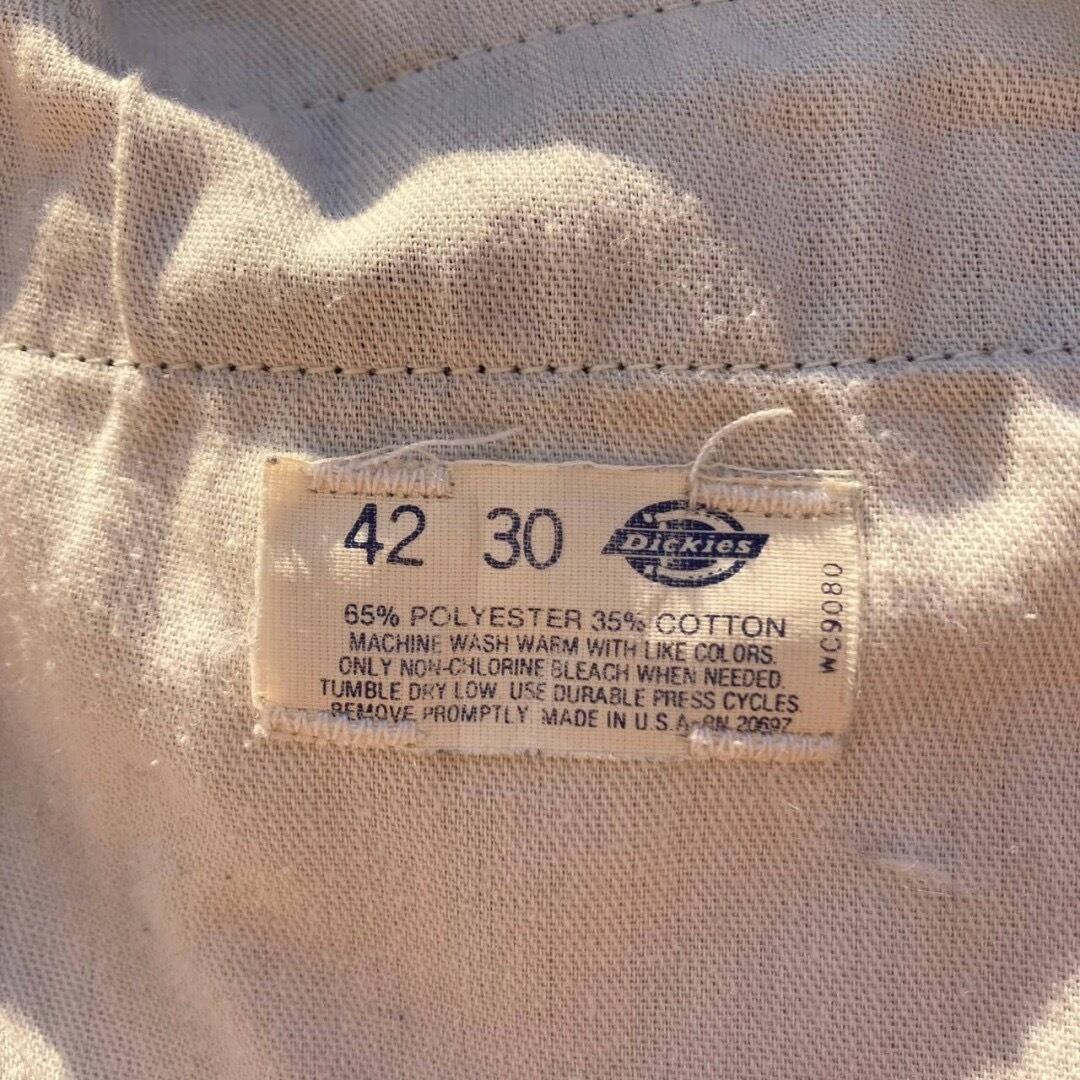 42 30 Dickies
65% POLYESTER 35% COTTON
MACHINE WASH WARM WITH LIKE COLORS.
ONLY NON-CHLORINE BLEACH WHEN NEEDED
TUMBLE DRY LOW. USE DURABLE PRESS CYCLES.
REMOVE PROMPTLY. MADE IN U.S.A-RN 20697
WC9080